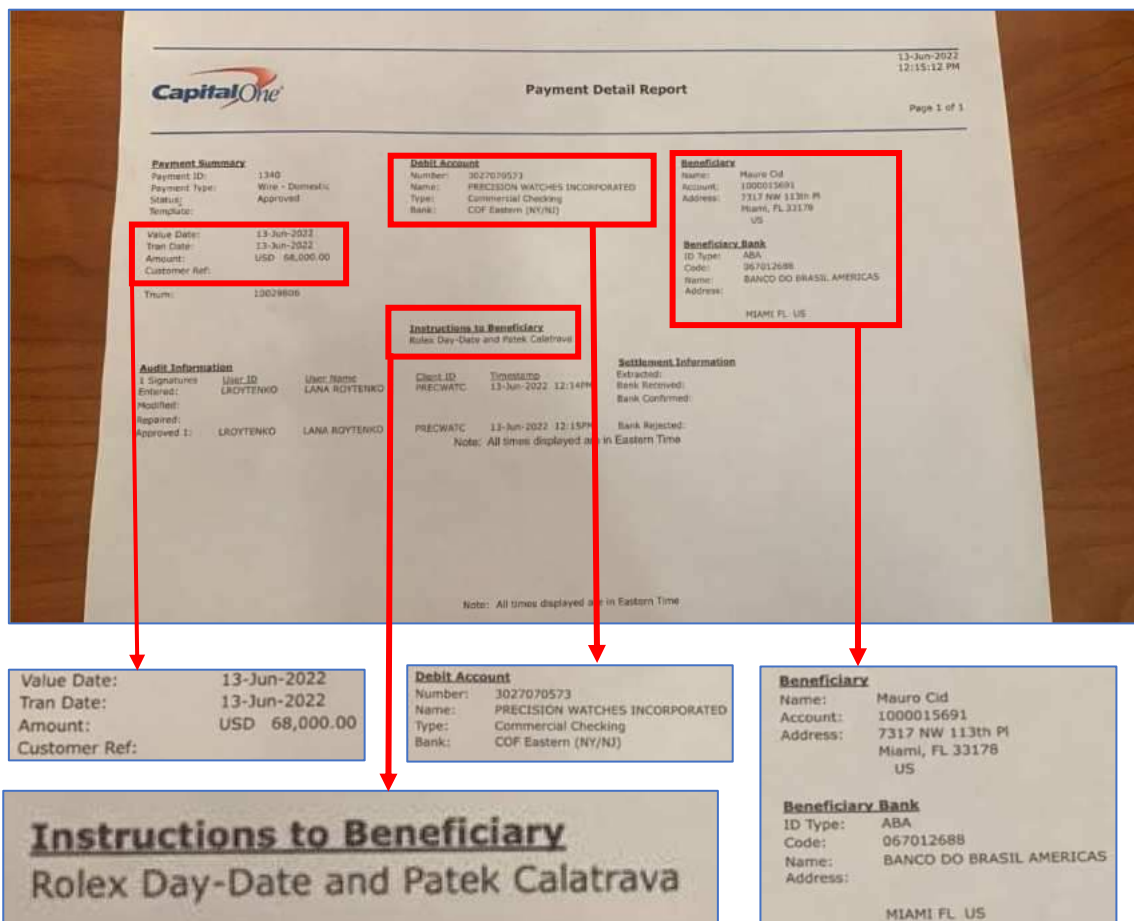 13-Jun-2022
12:15:12 PM
CapitalOne
Payment Detail Report
Page 1 of 1
Payment Summary
Payment ID: 1340
Payment Type: Wire - Domestic
Status: Approved
Template:
Debit Account
Number: 3027070573
Name: PRECISION WATCHES INCORPORATED
Type: Commercial Checking
Bank: COF Eastern (NY/NJ)
Beneficiary
Name: Mauro Cid
Account: 1000015691
Address: 7317 NW 113th Pl
Miami, FL 33178
US
Value Date: 13-Jun-2022
Tran Date: 13-Jun-2022
Amount: USD 68,000.00
Customer Ref:
Beneficiary Bank
ID Type: ABA
Code: 067012688
Name: BANCO DO BRASIL AMERICAS
Address:
MIAMI FL US
Tnum: 10029806
Instructions to Beneficiary
Rolex Day-Date and Patek Calatrava
Audit Information
1 Signatures User ID User Name Client ID Timestamp
Entered: LROYTENKO LANA ROYTENKO PRECWATC 13-Jun-2022 12:14PM
Modified:
Repaired:
Approved 1: LROYTENKO LANA ROYTENKO PRECWATC 13-Jun-2022 12:15PM
Settlement Information
Extracted:
Bank Received:
Bank Confirmed:
Bank Rejected:
Note: All times displayed are in Eastern Time
Note: All times displayed are in Eastern Time
Value Date: 13-Jun-2022
Tran Date: 13-Jun-2022
Amount: USD 68,000.00
Customer Ref:
Debit Account
Number: 3027070573
Name: PRECISION WATCHES INCORPORATED
Type: Commercial Checking
Bank: COF Eastern (NY/NJ)
Beneficiary
Name: Mauro Cid
Account: 1000015691
Address: 7317 NW 113th Pl
Miami, FL 33178
US
Beneficiary Bank
ID Type: ABA
Code: 067012688
Name: BANCO DO BRASIL AMERICAS
Address:
MIAMI FL US
Instructions to Beneficiary
Rolex Day-Date and Patek Calatrava